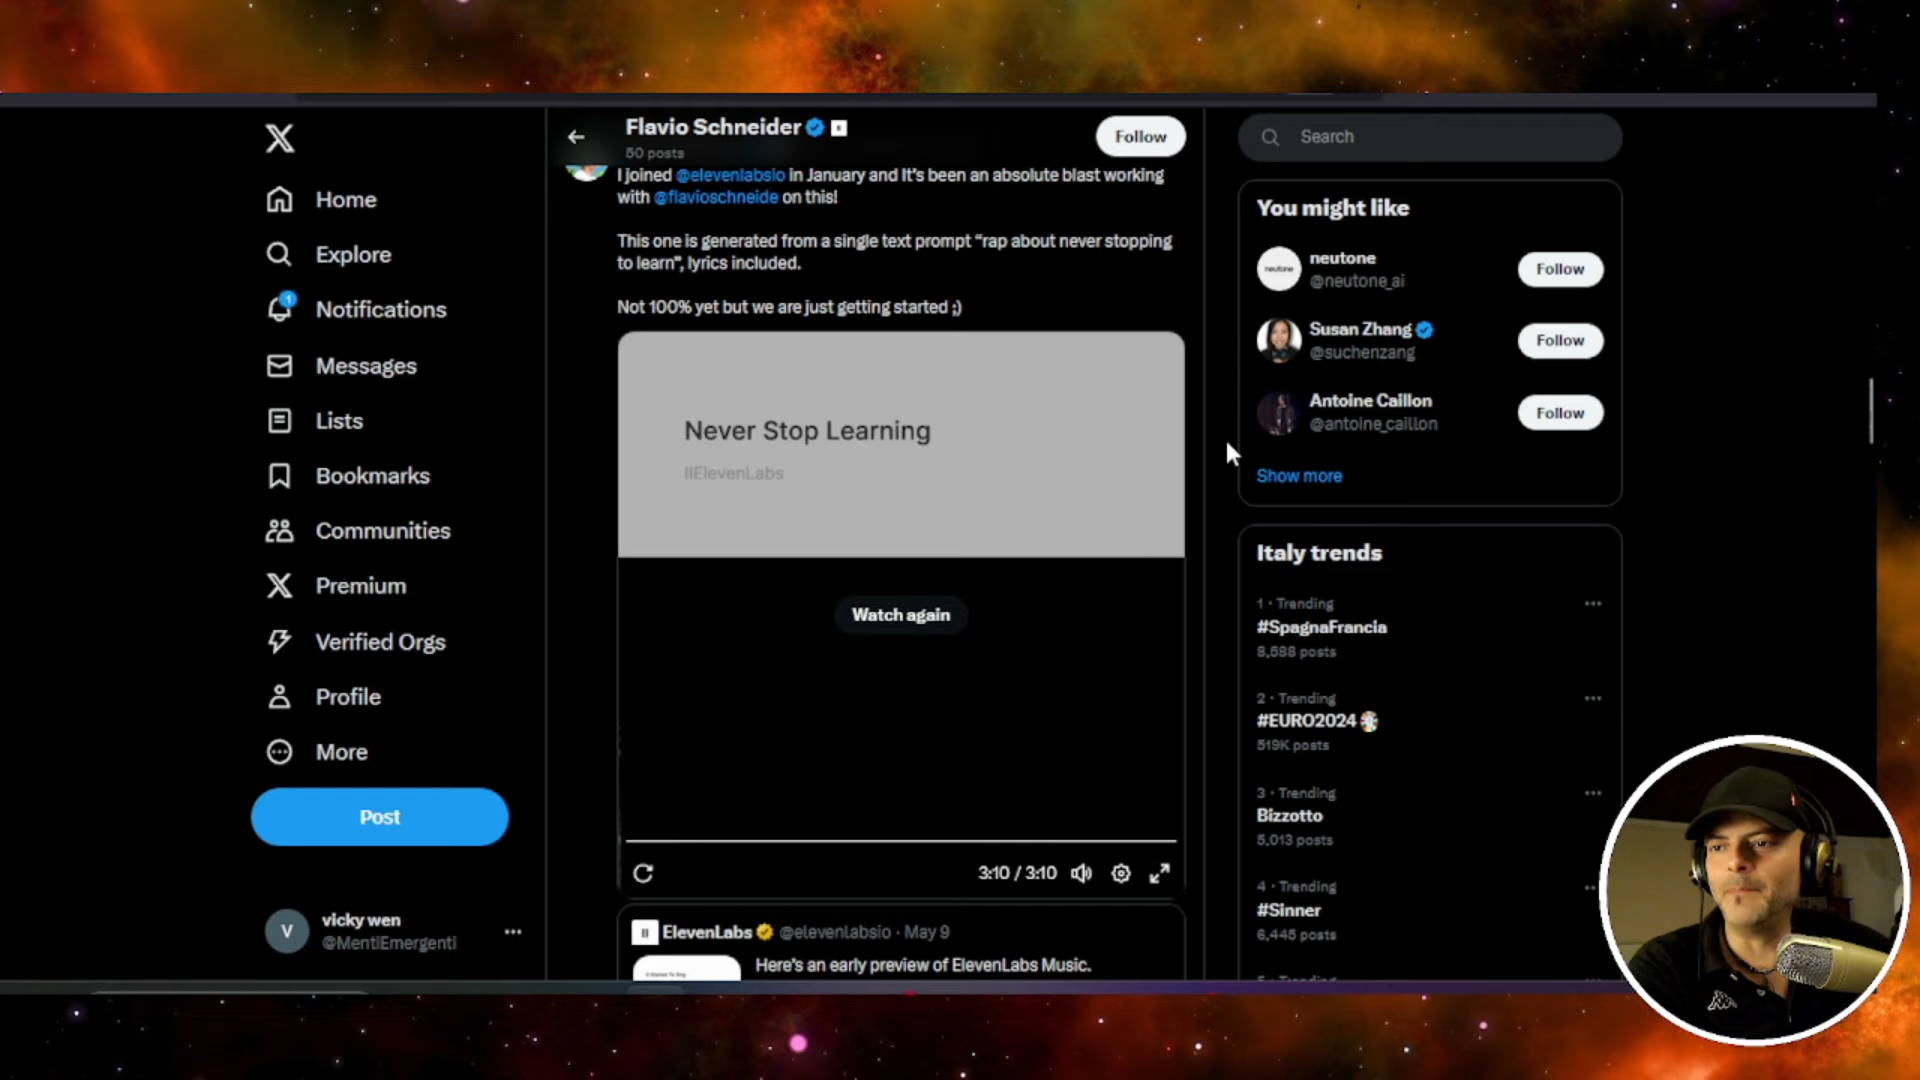 Home
Explore
1
Notifications
Messages
Lists
Bookmarks
Communities
Premium
Verified Orgs
Profile
More
Post
V
vicky wen
@MentiEmergenti
Flavio Schneider
50 posts
Follow
I joined @elevenlabsio in January and It's been an absolute blast working
with @flavioschneide on this!
This one is generated from a single text prompt “rap about never stopping
to learn”, lyrics included.
Not 100% yet but we are just getting started ;)
Never Stop Learning
IIElevenLabs
Watch again
3:10 / 3:10
ElevenLabs @elevenlabsio · May 9
Here's an early preview of ElevenLabs Music.
Search
You might like
neutone
neutone
@neutone_ai
Follow
Susan Zhang
@suchenzang
Follow
Antoine Caillon
@antoine_caillon
Follow
Show more
Italy trends
1 · Trending
#SpagnaFrancia
8,588 posts
2 · Trending
#EURO2024
519K posts
3 · Trending
Bizzotto
5,013 posts
4 · Trending
#Sinner
6,445 posts